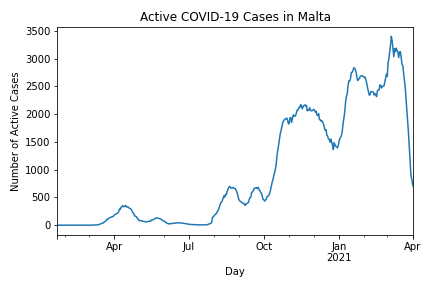 Active COVID-19 Cases in Malta
3500
3000
2500
2000
1500
1000
500
0
Number of Active Cases
Apr
Jul
Oct
Jan
2021
Apr
Day